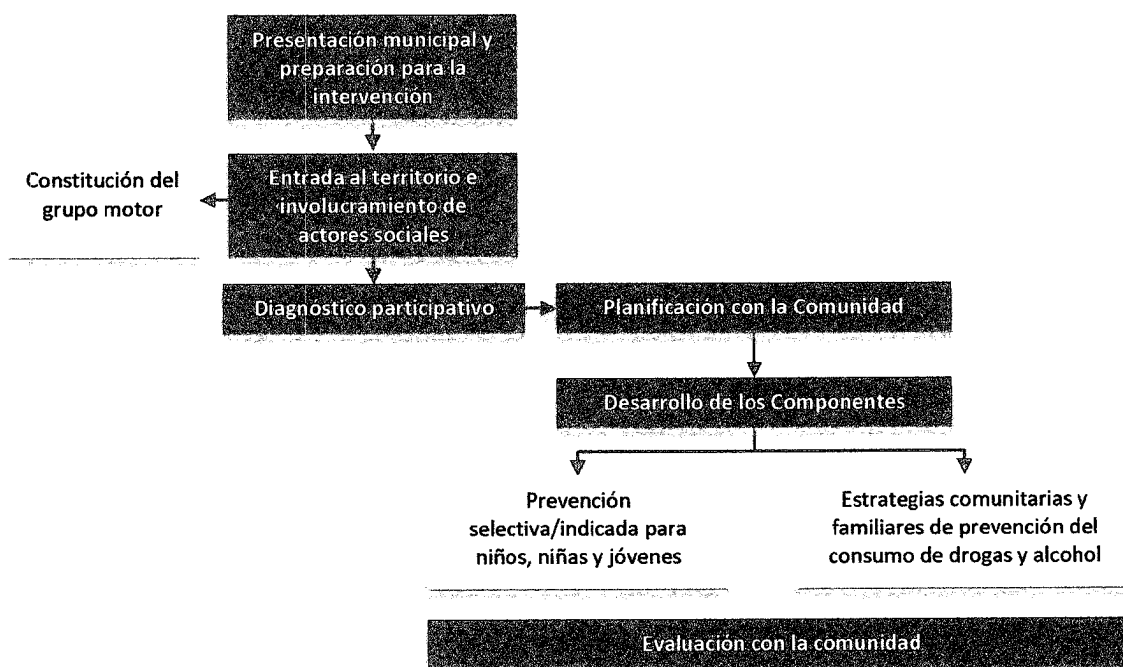 Presentación municipal y
preparación para la
intervención
Constitución del
grupo motor
Entrada al territorio e
involucramiento de
actores sociales
Diagnóstico participativo
Planificación con la Comunidad
Desarrollo de los Componentes
Prevención
selectiva/indicada para
niños, niñas y jóvenes
Estrategias comunitarias y
familiares de prevención del
consumo de drogas y alcohol
Evaluación con la comunidad